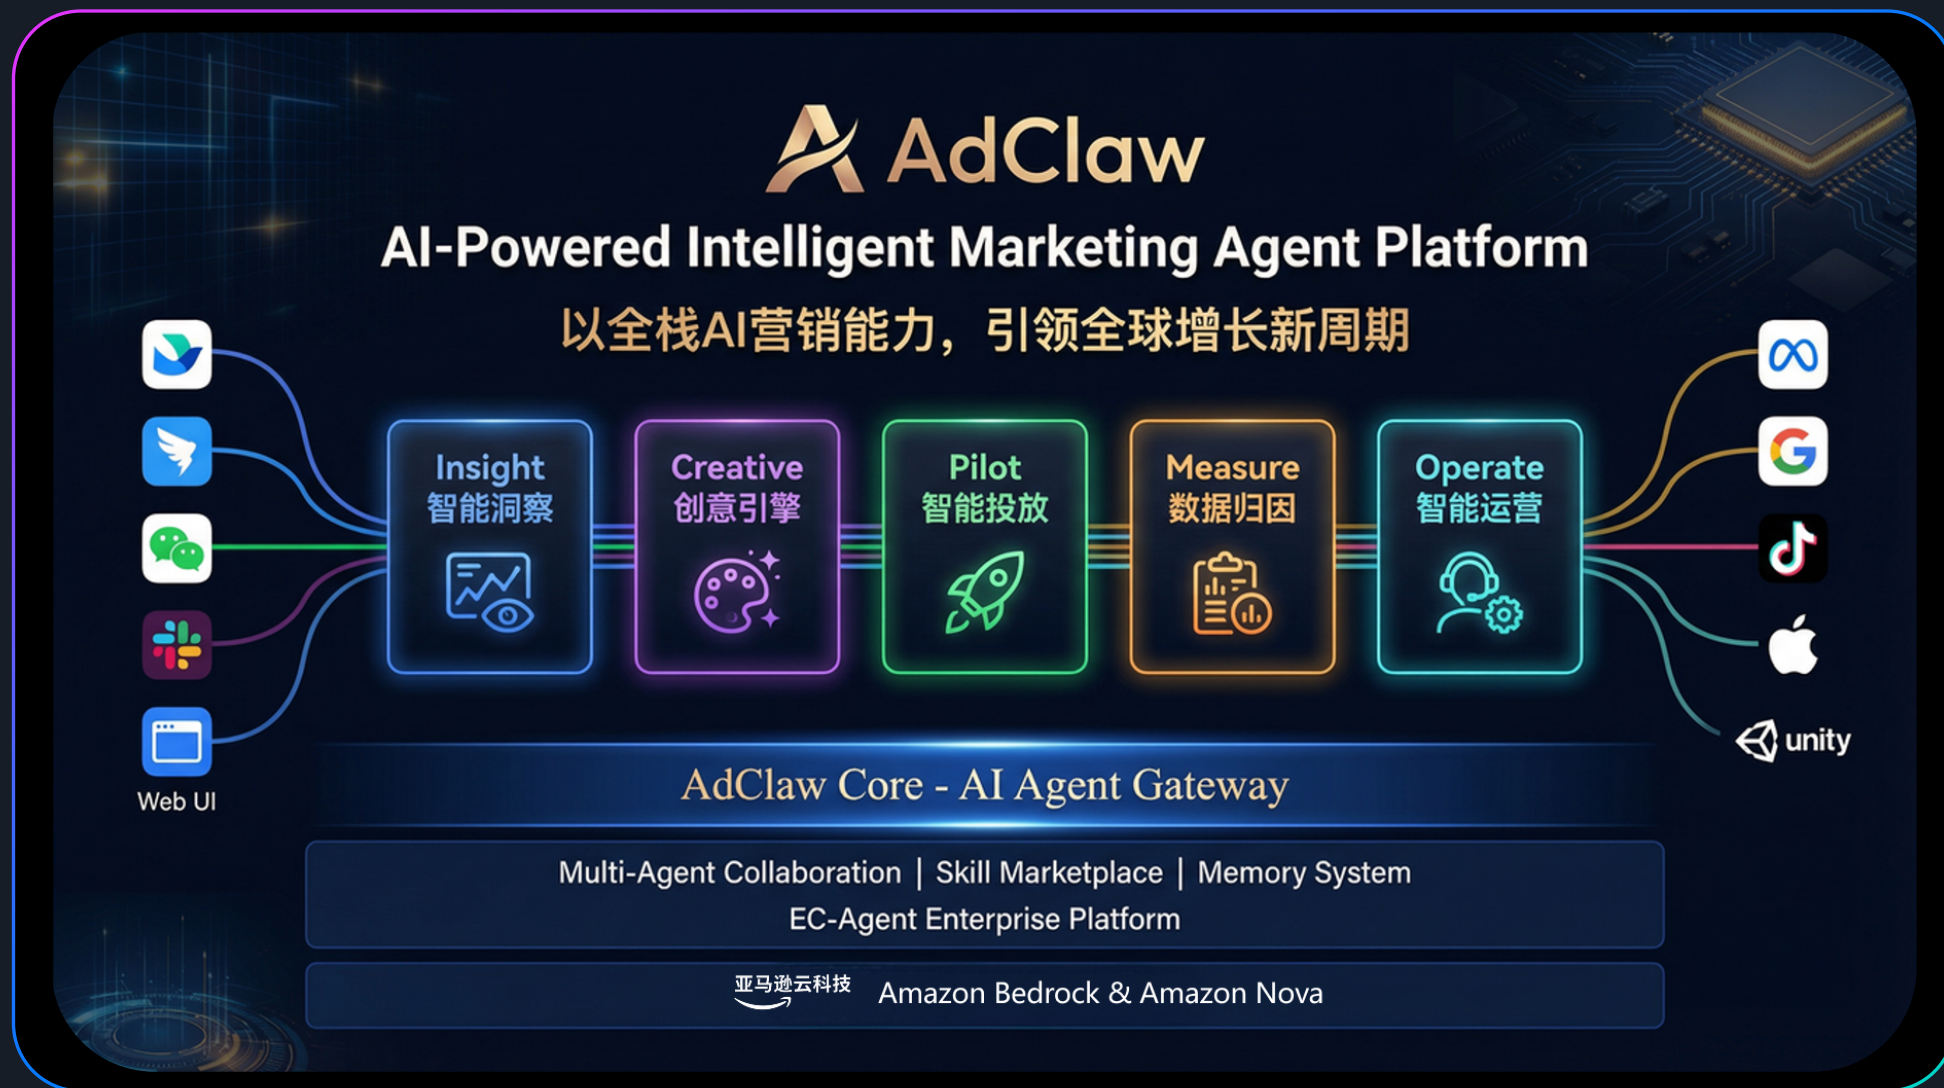 AdClaw
AI-Powered Intelligent Marketing Agent Platform
以全栈AI营销能力，引领全球增长新周期
Insight
智能洞察
Creative
创意引擎
Pilot
智能投放
Measure
数据归因
Operate
智能运营
Web UI
unity
AdClaw Core - AI Agent Gateway
Multi-Agent Collaboration | Skill Marketplace | Memory System
EC-Agent Enterprise Platform
亚马逊云科技 Amazon Bedrock & Amazon Nova